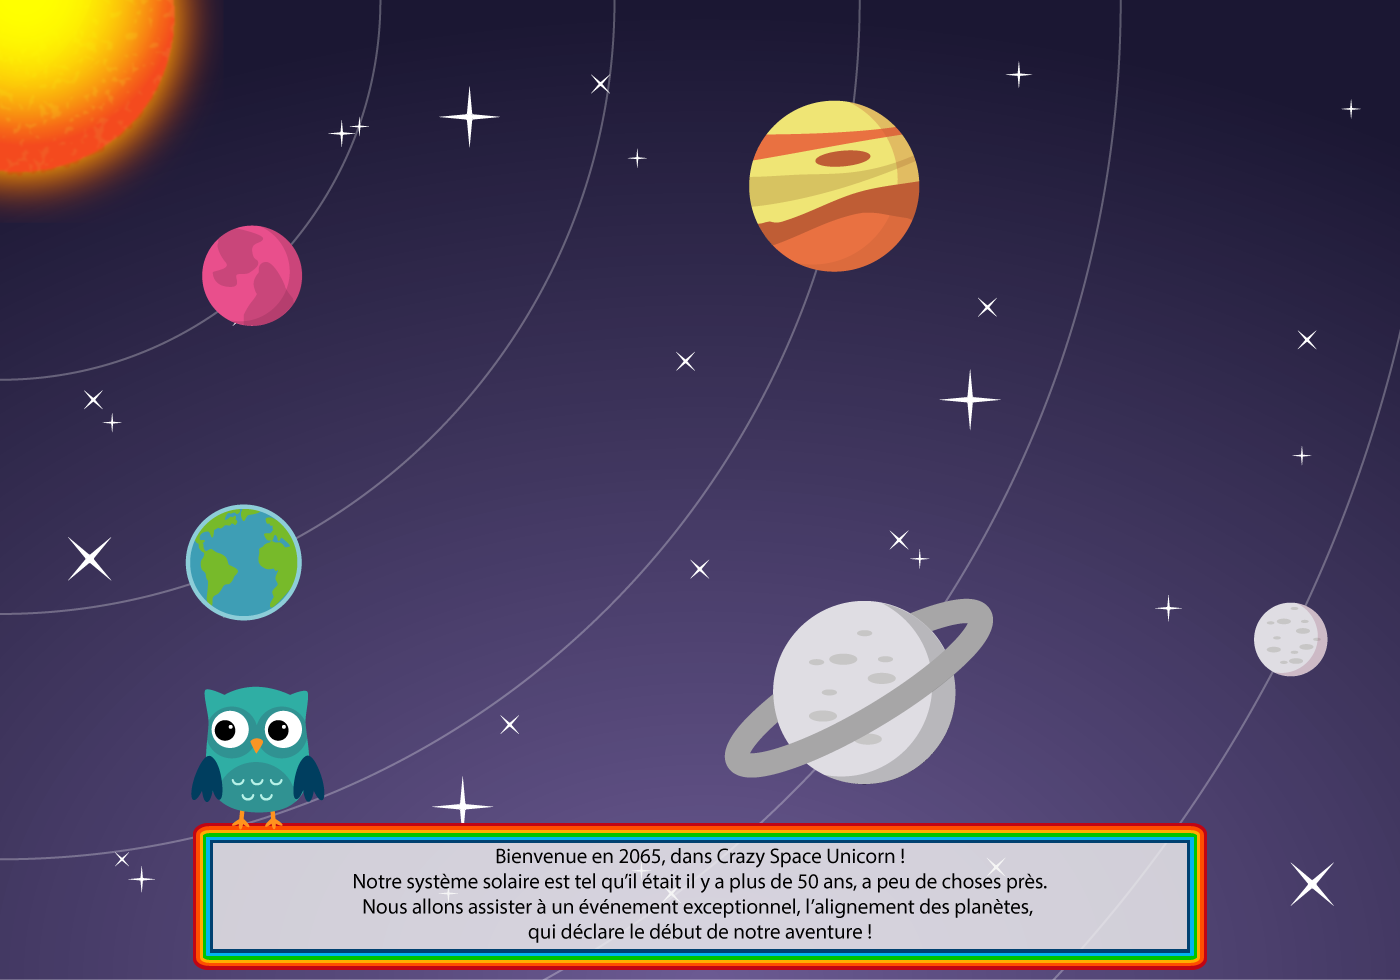 Bienvenue en 2065, dans Crazy Space Unicorn !
Notre système solaire est tel qu'il était il y a plus de 50 ans, a peu de choses près.
Nous allons assister à un événement exceptionnel, l'alignement des planètes,
qui déclare le début de notre aventure !